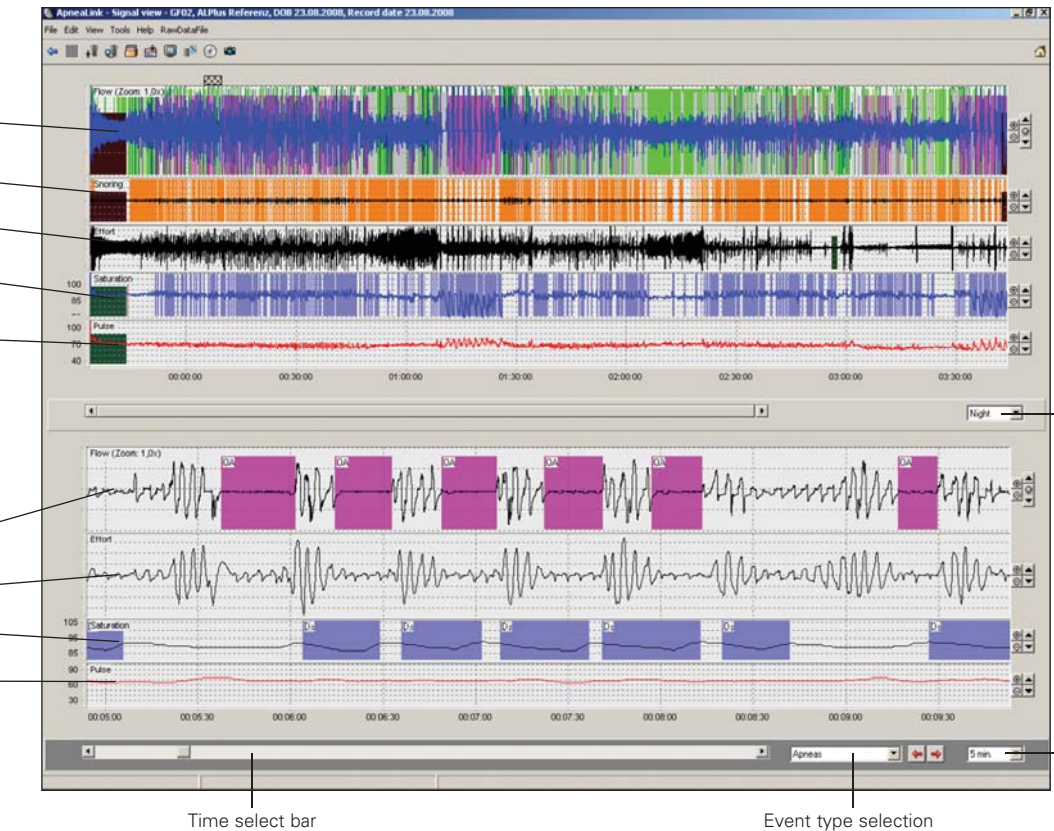 ApneaLink - Signal view - GF02, ALPlus Referenz, DOB 23.08.2008, Record date 23.08.2008
File Edit View Tools Help RawDataFile
Flow (Zoom: 1,0x)
Snoring
Effort
Saturation
100
85
Pulse
100
70
40
00:00:00 00:30:00 01:00:00 01:30:00 02:00:00 02:30:00 03:00:00 03:30:00
Night
Flow (Zoom: 1,0x)
OA OA OA OA OA OA
Effort
Saturation
105
95
85
De De De De De De
Pulse
90
60
30
00:05:00 00:05:30 00:06:00 00:06:30 00:07:00 00:07:30 00:08:00 00:08:30 00:09:00 00:09:30
Apneas
5 min.
Time select bar
Event type selection